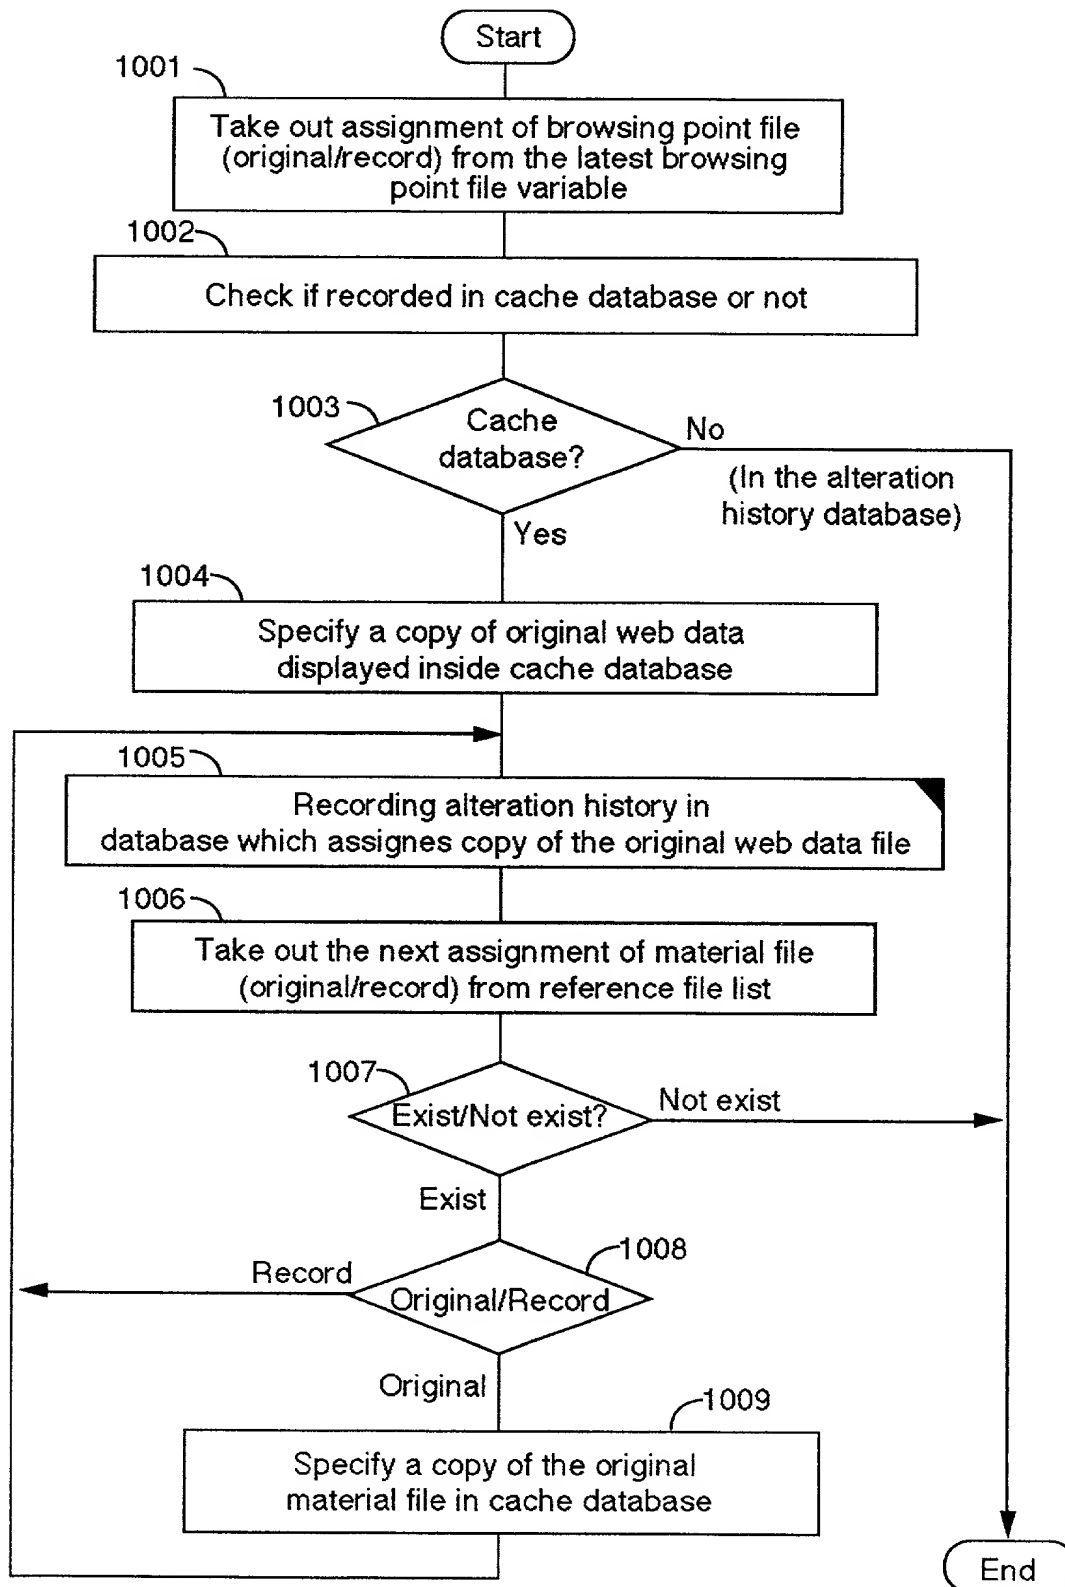 Start
1001
Take out assignment of browsing point file
(original/record) from the latest browsing
point file variable
1002
Check if recorded in cache database or not
1003
Cache
database?
No
(In the alteration
history database)
Yes
1004
Specify a copy of original web data
displayed inside cache database
1005
Recording alteration history in
database which assignes copy of the original web data file
1006
Take out the next assignment of material file
(original/record) from reference file list
1007
Exist/Not exist?
Not exist
Exist
1008
Record
Original/Record
Original
1009
Specify a copy of the original
material file in cache database
End